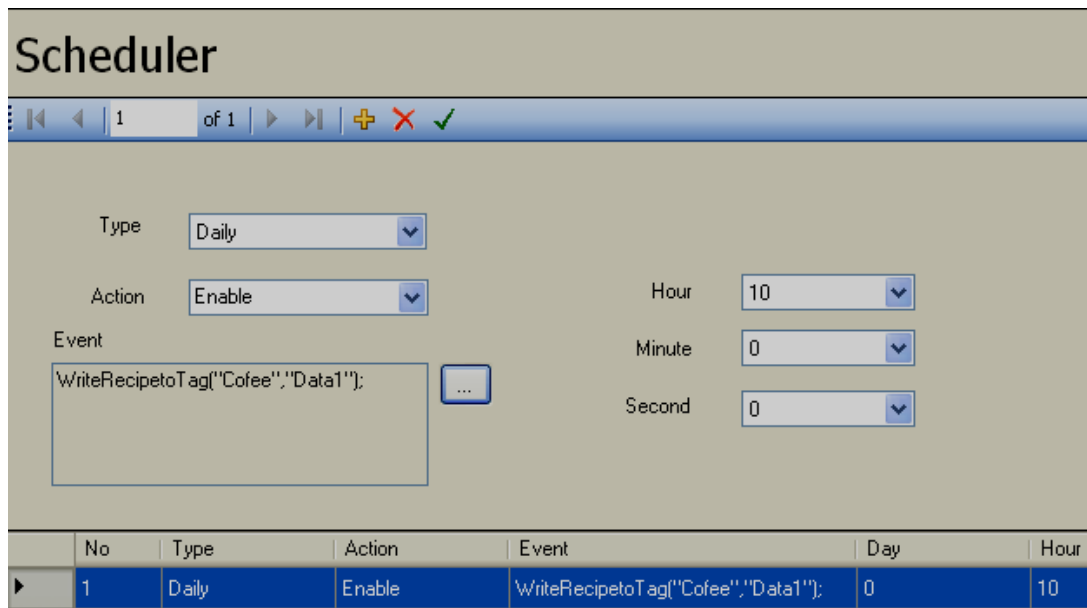 Scheduler
1 of 1
Type Daily
Action Enable
Hour 10
Event
Minute 0
WriteRecipetoTag("Cofee","Data1");
...
Second 0
No Type Action Event Day Hour
1 Daily Enable WriteRecipetoTag("Cofee","Data1"); 0 10